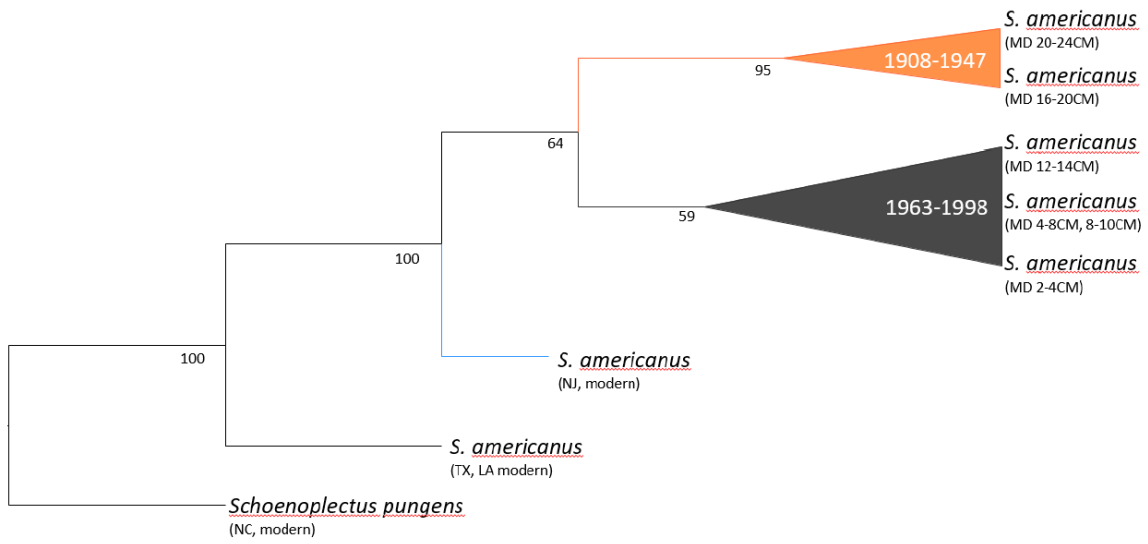 S. americanus
(MD 20-24CM)
1908-1947
95
S. americanus
(MD 16-20CM)
S. americanus
64
(MD 12-14CM)
S. americanus
1963-1998
59
(MD 4-8CM, 8-10CM)
S. americanus
100
(MD 2-4CM)
100
S. americanus
(NJ, modern)
S. americanus
(TX, LA modern)
Schoenoplectus pungens
(NC, modern)